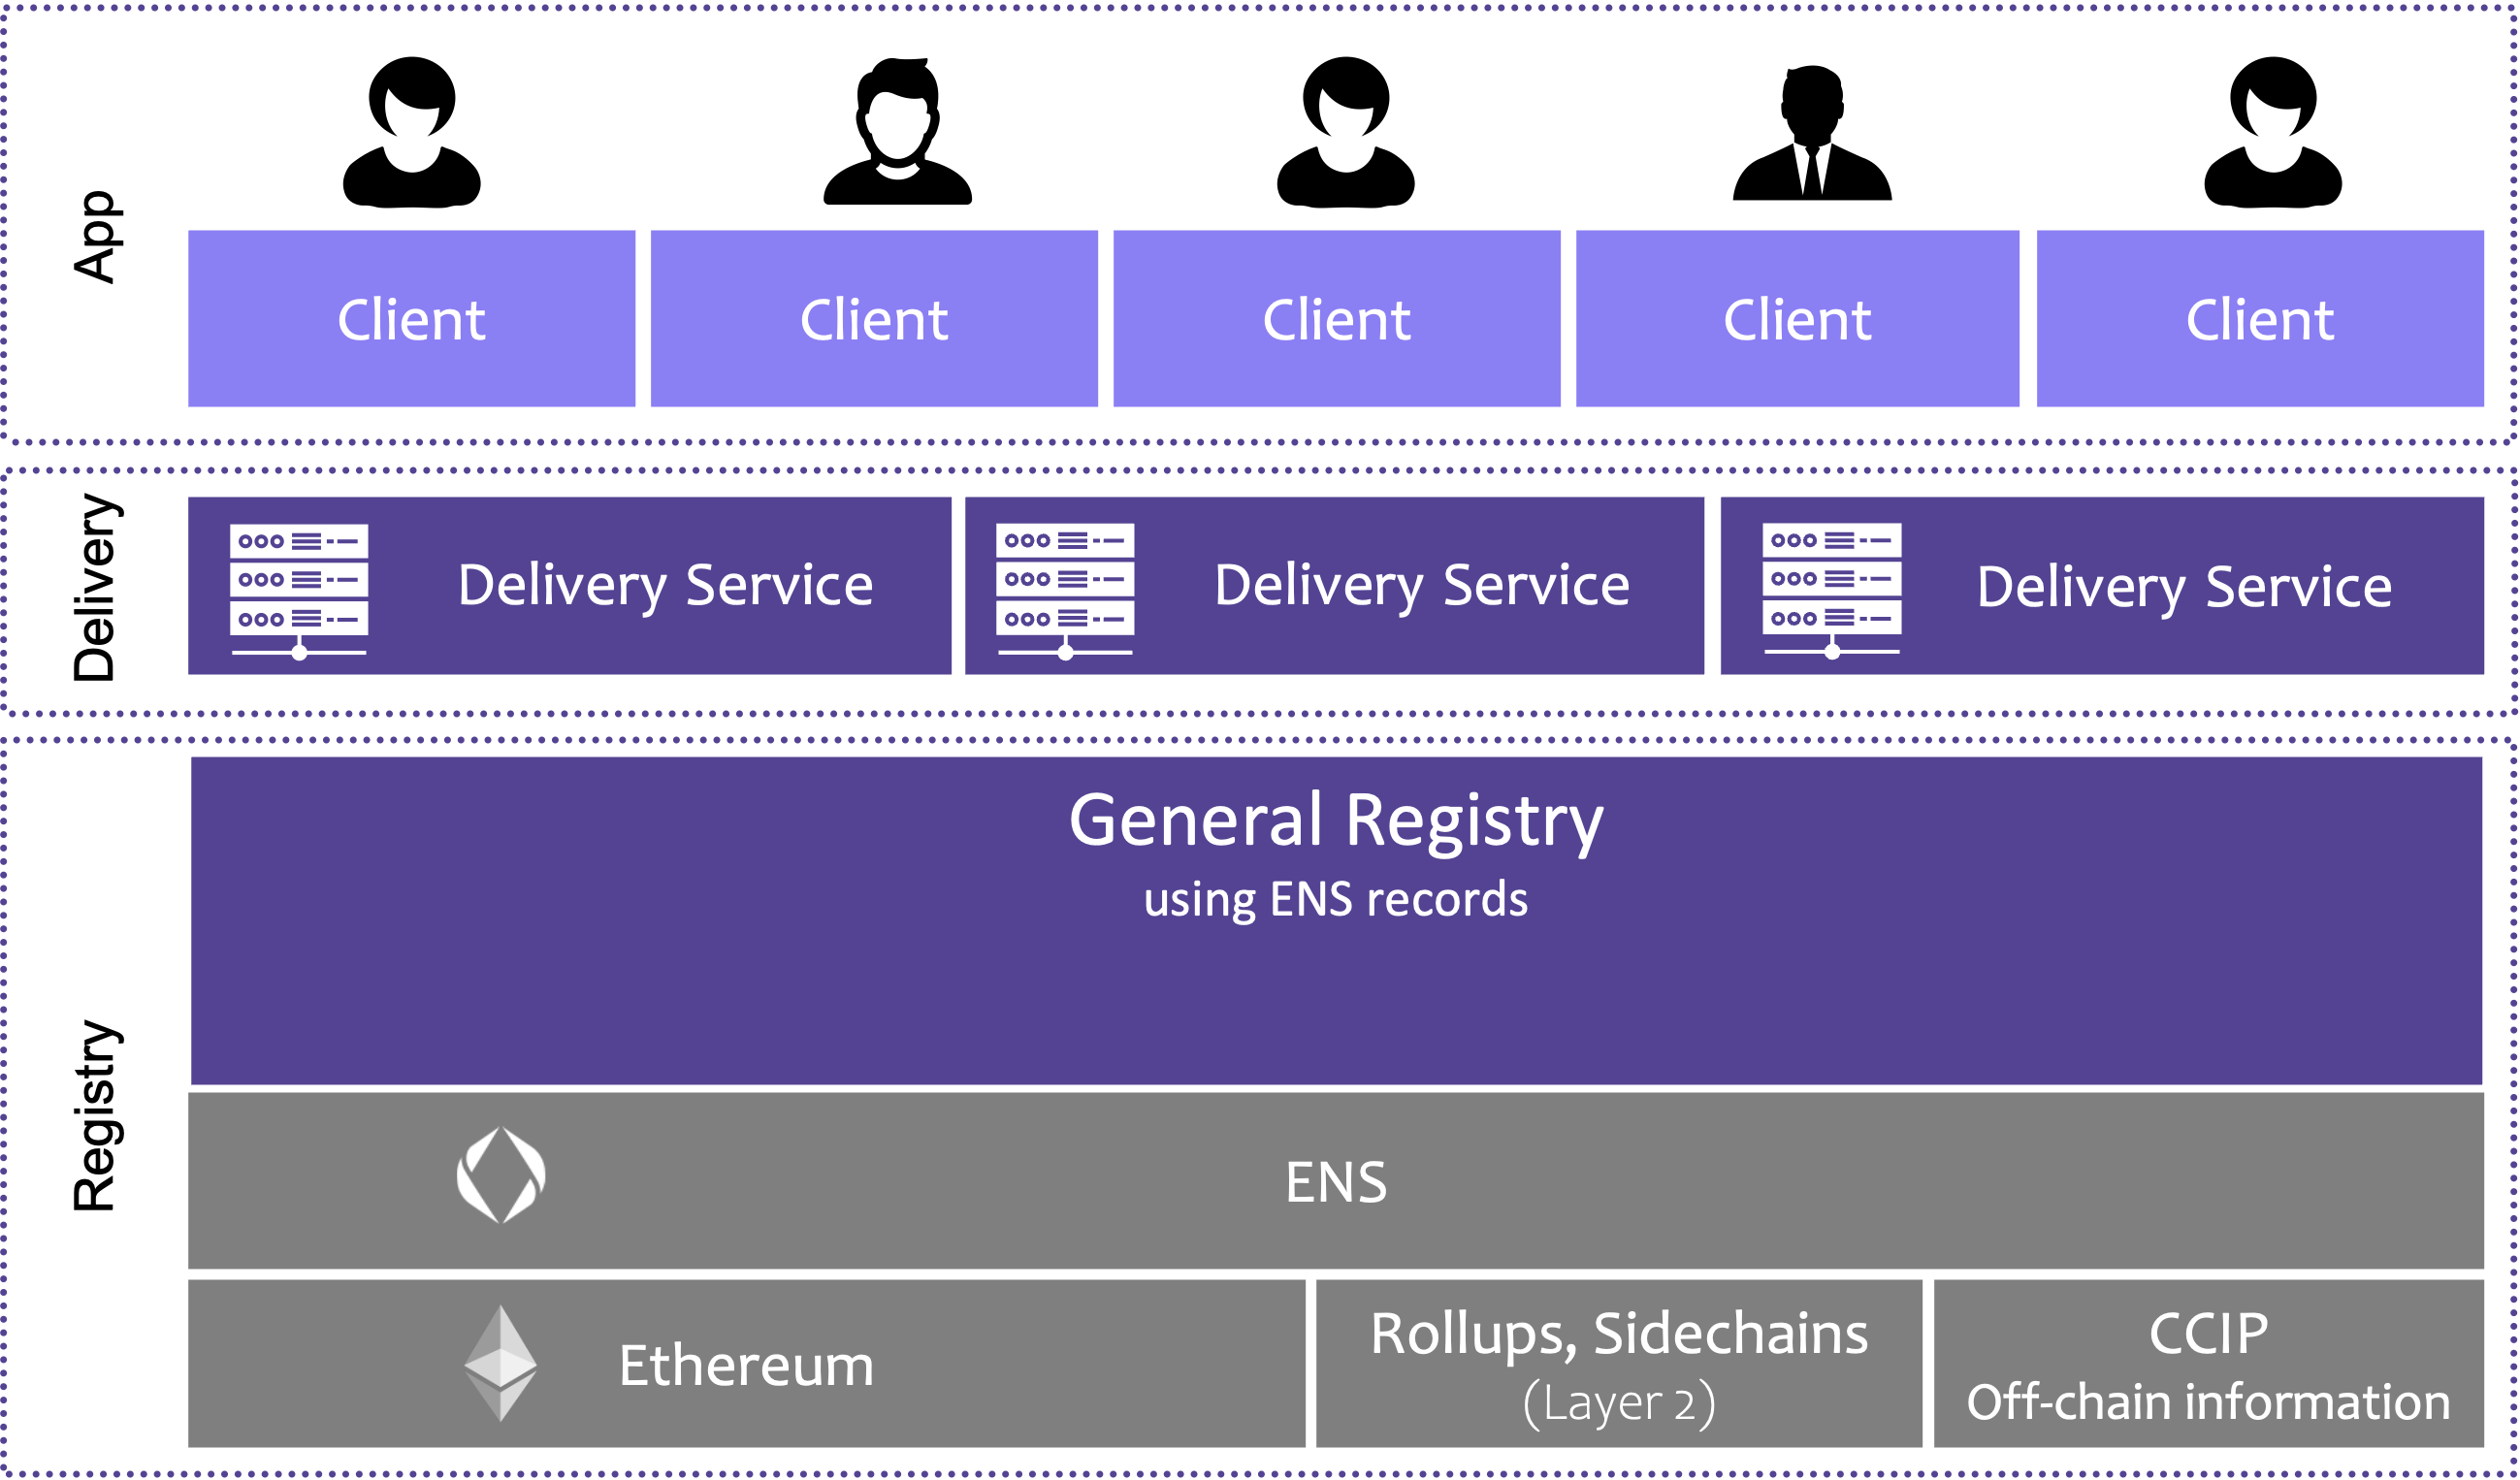 App
Client
Client
Client
Client
Client
Delivery
Delivery Service
Delivery Service
Delivery Service
Registry
General Registry
using ENS records
ENS
Ethereum
Rollups, Sidechains
(Layer 2)
CCIP
Off-chain information